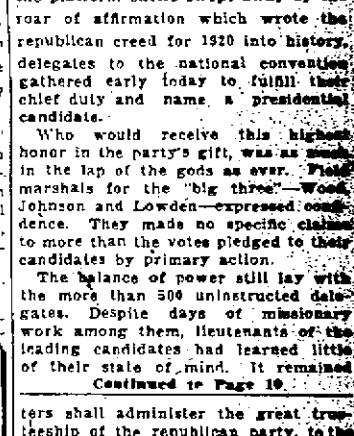 roar of affirmation which wrote the
republican creed for 1920 into history,
delegates to the national convention
gathered early today to fulfill their
chief duty and name a presidential
candidate.
Who would receive this highest
honor in the party's gift, was as much
in the lap of the gods as ever. Field
marshals for the "big three"—Wood,
Johnson and Lowden—expressed confi-
dence. They made no specific claims
to more than the votes pledged to their
candidates by primary action.
The balance of power still lay with
the more than 500 uninstructed dele-
gates. Despite days of missionary
work among them, lieutenants of the
leading candidates had learned little
of their state of mind. It remained
Continued to Page 10.
ters shall administer the great trus-
teeship of the republican party, to the